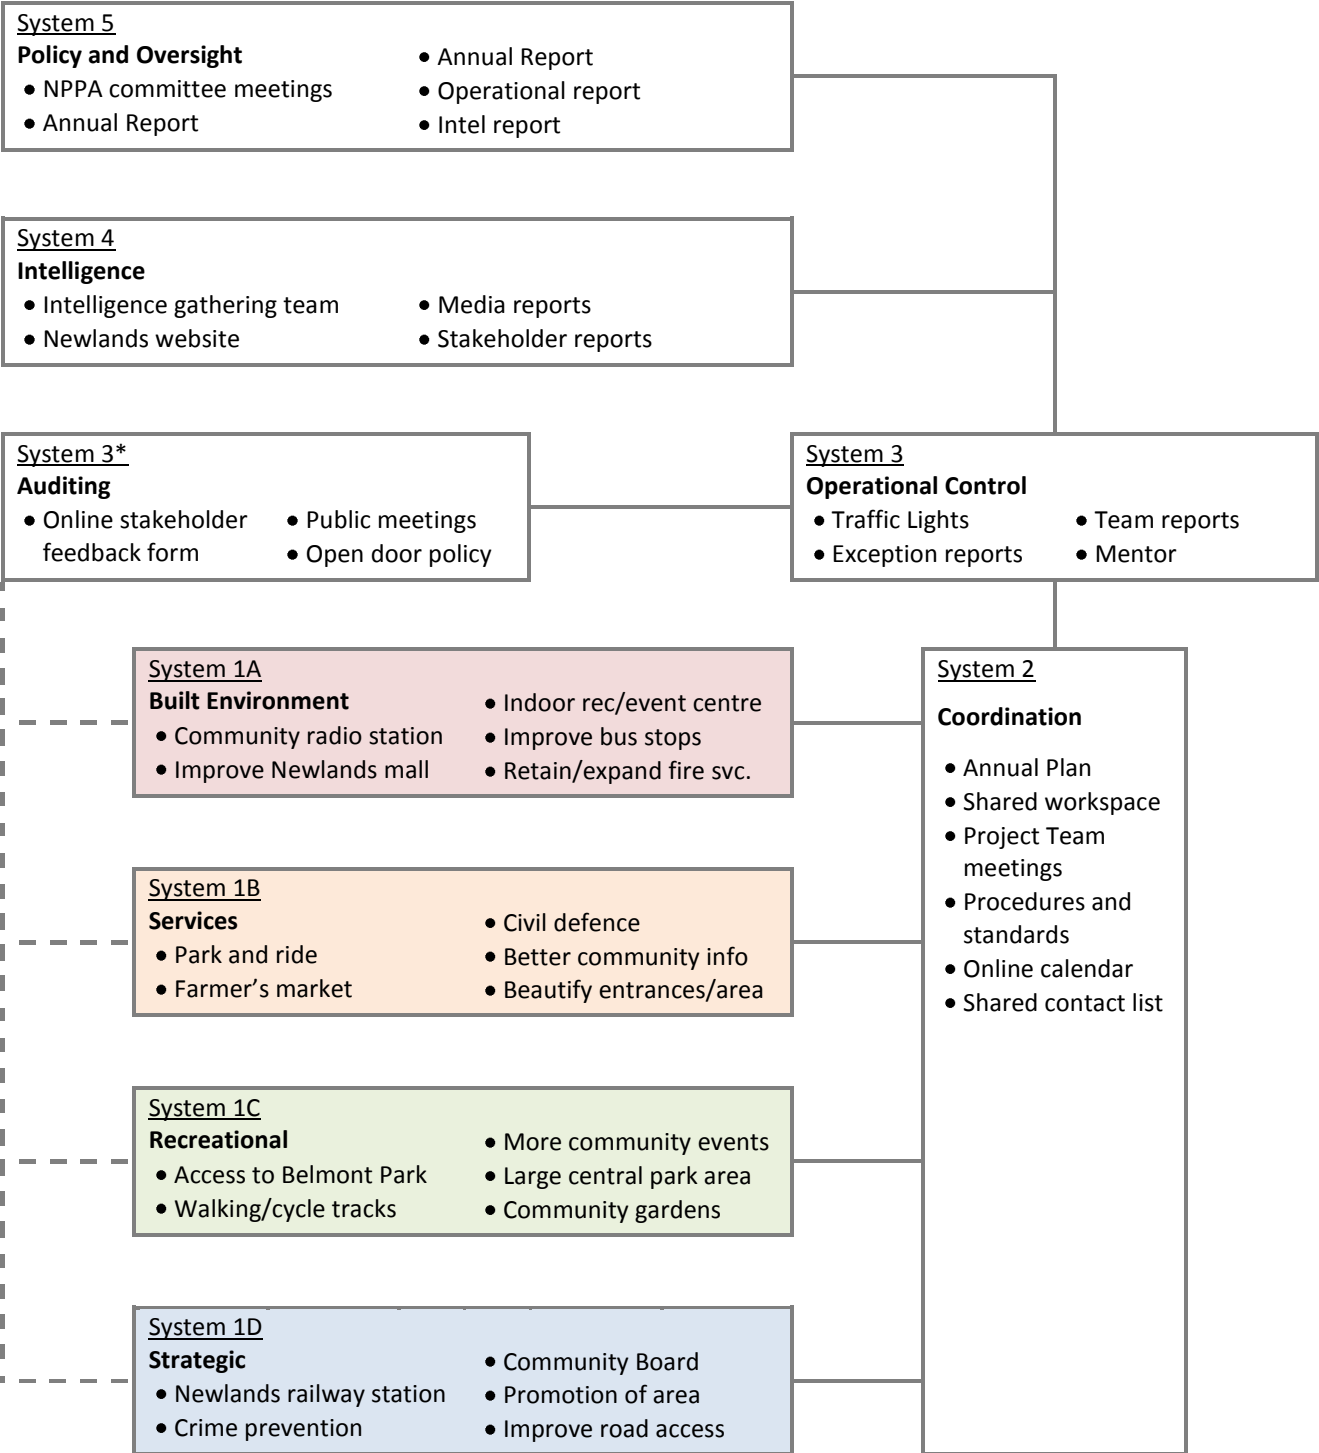 System 5
Policy and Oversight
• NPPA committee meetings
• Annual Report
• Annual Report
• Operational report
• Intel report
System 4
Intelligence
• Intelligence gathering team
• Newlands website
• Media reports
• Stakeholder reports
System 3*
Auditing
• Online stakeholder
feedback form
• Public meetings
• Open door policy
System 3
Operational Control
• Traffic Lights
• Exception reports
• Team reports
• Mentor
System 1A
Built Environment
• Community radio station
• Improve Newlands mall
• Indoor rec/event centre
• Improve bus stops
• Retain/expand fire svc.
System 2
Coordination
• Annual Plan
• Shared workspace
• Project Team
meetings
• Procedures and
standards
• Online calendar
• Shared contact list
System 1B
Services
• Park and ride
• Farmer’s market
• Civil defence
• Better community info
• Beautify entrances/area
System 1C
Recreational
• Access to Belmont Park
• Walking/cycle tracks
• More community events
• Large central park area
• Community gardens
System 1D
Strategic
• Newlands railway station
• Crime prevention
• Community Board
• Promotion of area
• Improve road access